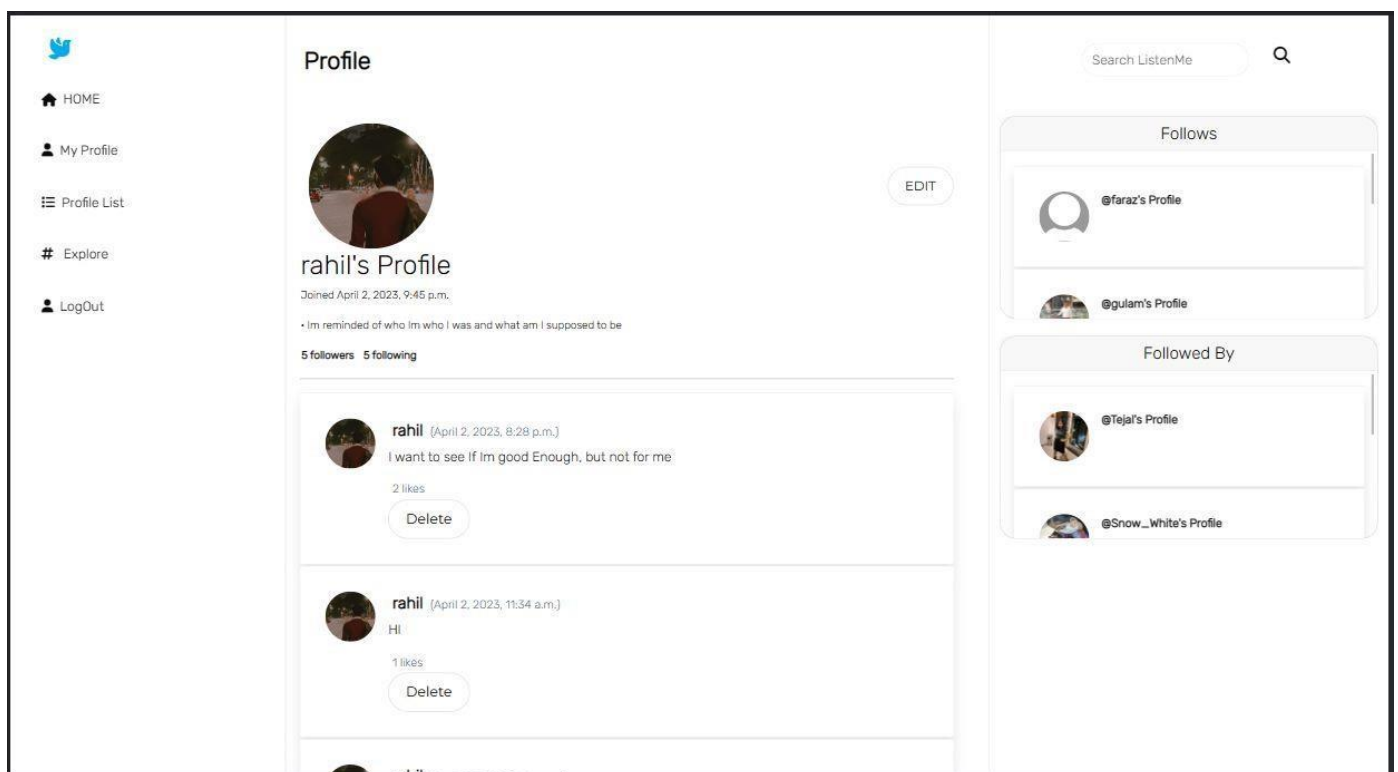 HOME
My Profile
Profile List
# Explore
LogOut
Profile
EDIT
rahil's Profile
Joined April 2, 2023, 9:45 p.m.
• Im reminded of who Im who I was and what am I supposed to be
5 followers 5 following
rahil (April 2, 2023, 8:28 p.m.)
I want to see If Im good Enough, but not for me
2 likes
Delete
rahil (April 2, 2023, 11:34 a.m.)
HI
1 likes
Delete
Search ListenMe
Follows
@faraz's Profile
@gulam's Profile
Followed By
@Tejal's Profile
@Snow_White's Profile